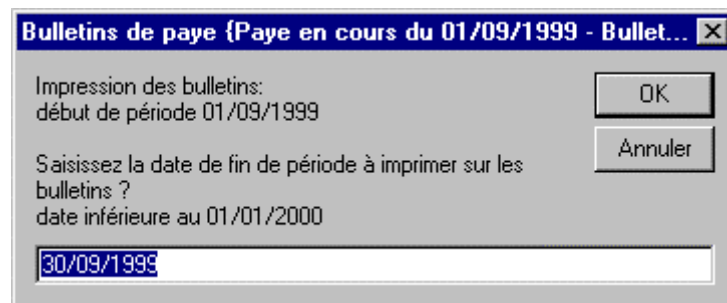 Bulletins de paye {Paye en cours du 01/09/1999 - Bullet...
Impression des bulletins:
début de période 01/09/1999
OK
Annuler
Saisissez la date de fin de période à imprimer sur les
bulletins ?
date inférieure au 01/01/2000
30/09/1999